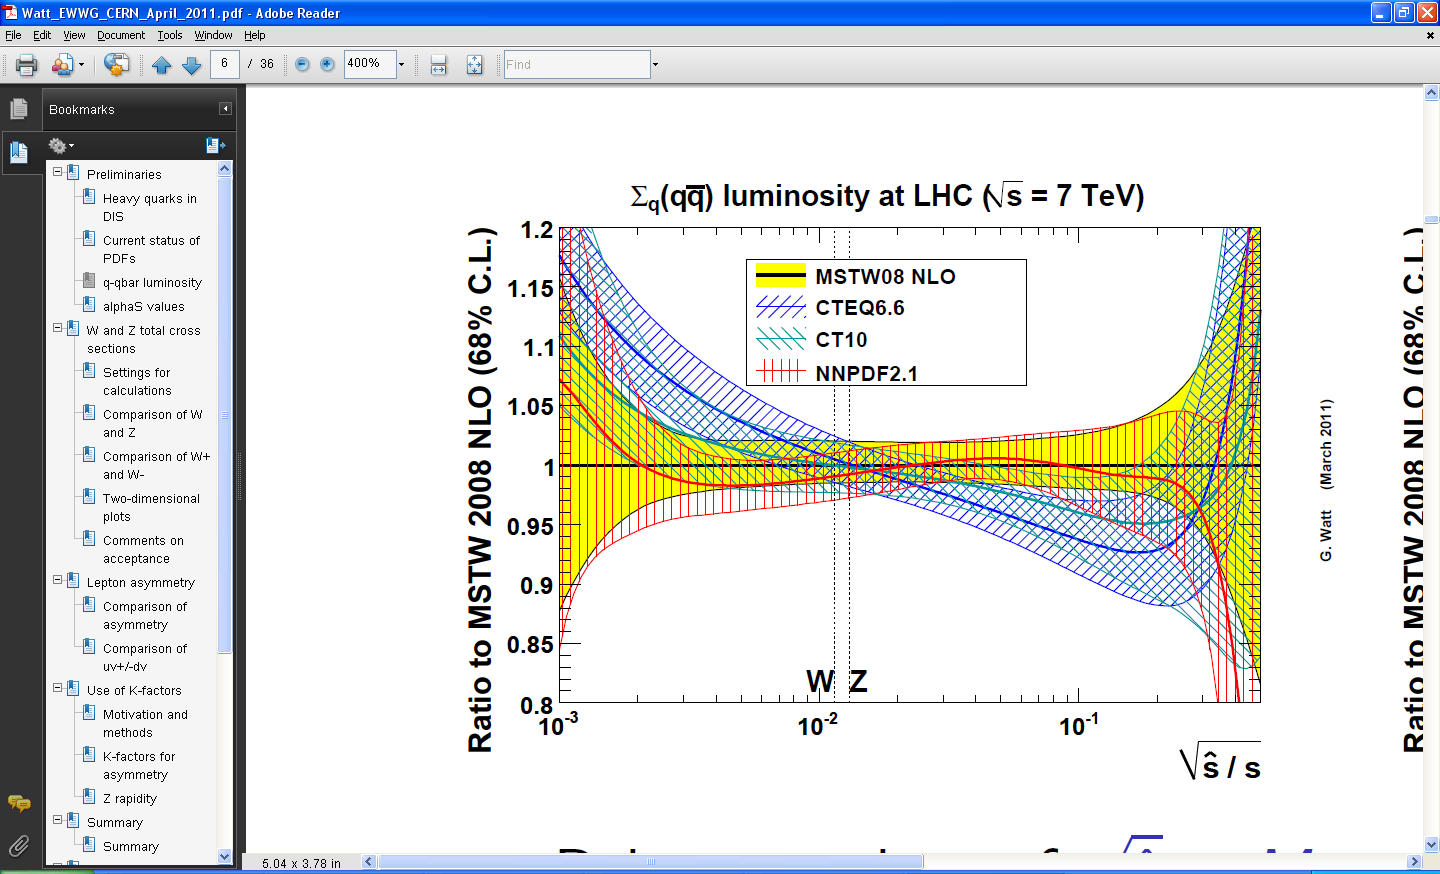 Watt_EWWG_CERN_April_2011.pdf - Adobe Reader
File Edit View Document Tools Window Help
6 / 36 400% Find
Bookmarks
Preliminaries
Heavy quarks in
DIS
Current status of
PDFs
q-qbar luminosity
alphaS values
W and Z total cross
sections
Settings for
calculations
Comparison of W
and Z
Comparison of W+
and W-
Two-dimensional
plots
Comments on
acceptance
Lepton asymmetry
Comparison of
asymmetry
Comparison of
uv+/-dv
Use of K-factors
Motivation and
methods
K-factors for
asymmetry
Z rapidity
Summary
Summary
Σq(qq̅) luminosity at LHC (√s = 7 TeV)
Ratio to MSTW 2008 NLO (68% C.L.)
1.2
1.15
1.1
1.05
1
0.95
0.9
0.85
0.8
MSTW08 NLO
CTEQ6.6
CT10
NNPDF2.1
W Z
10⁻³ 10⁻² 10⁻¹
√ŝ / s
G. Watt (March 2011)
Ratio to MSTW 2008 NLO (68% C.L.)
5.04 x 3.78 in